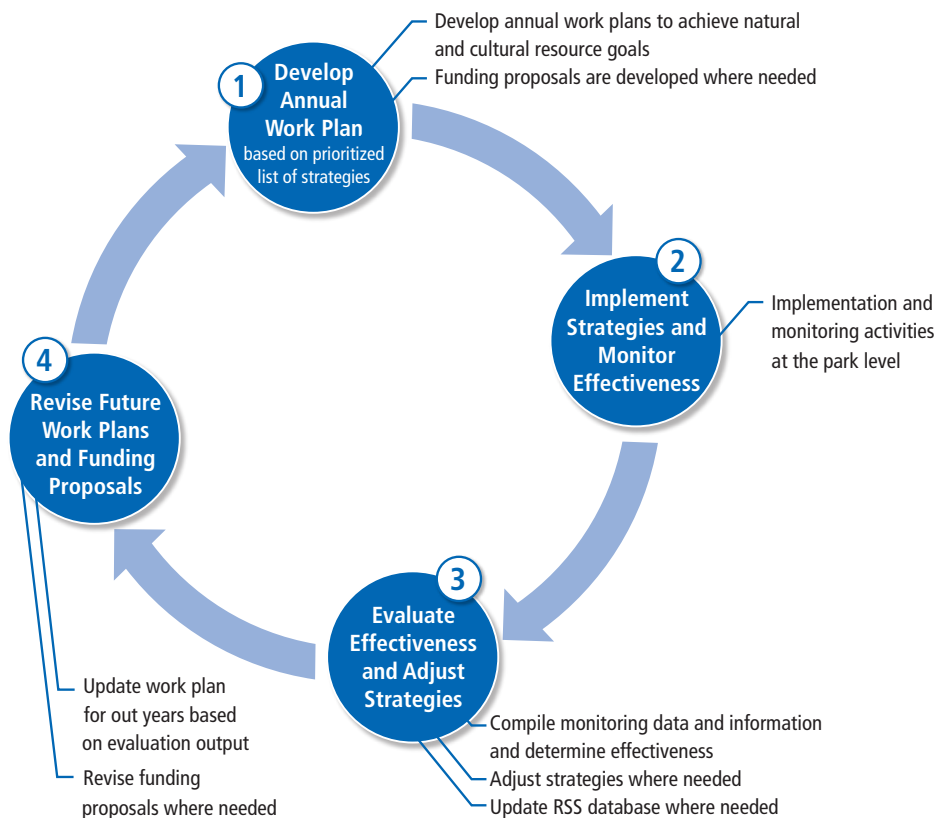 1
Develop
Annual
Work Plan
based on prioritized
list of strategies
Develop annual work plans to achieve natural
and cultural resource goals
Funding proposals are developed where needed
2
Implement
Strategies and
Monitor
Effectiveness
Implementation and
monitoring activities
at the park level
3
Evaluate
Effectiveness
and Adjust
Strategies
Compile monitoring data and information
and determine effectiveness
Adjust strategies where needed
Update RSS database where needed
4
Revise Future
Work Plans
and Funding
Proposals
Update work plan
for out years based
on evaluation output
Revise funding
proposals where needed